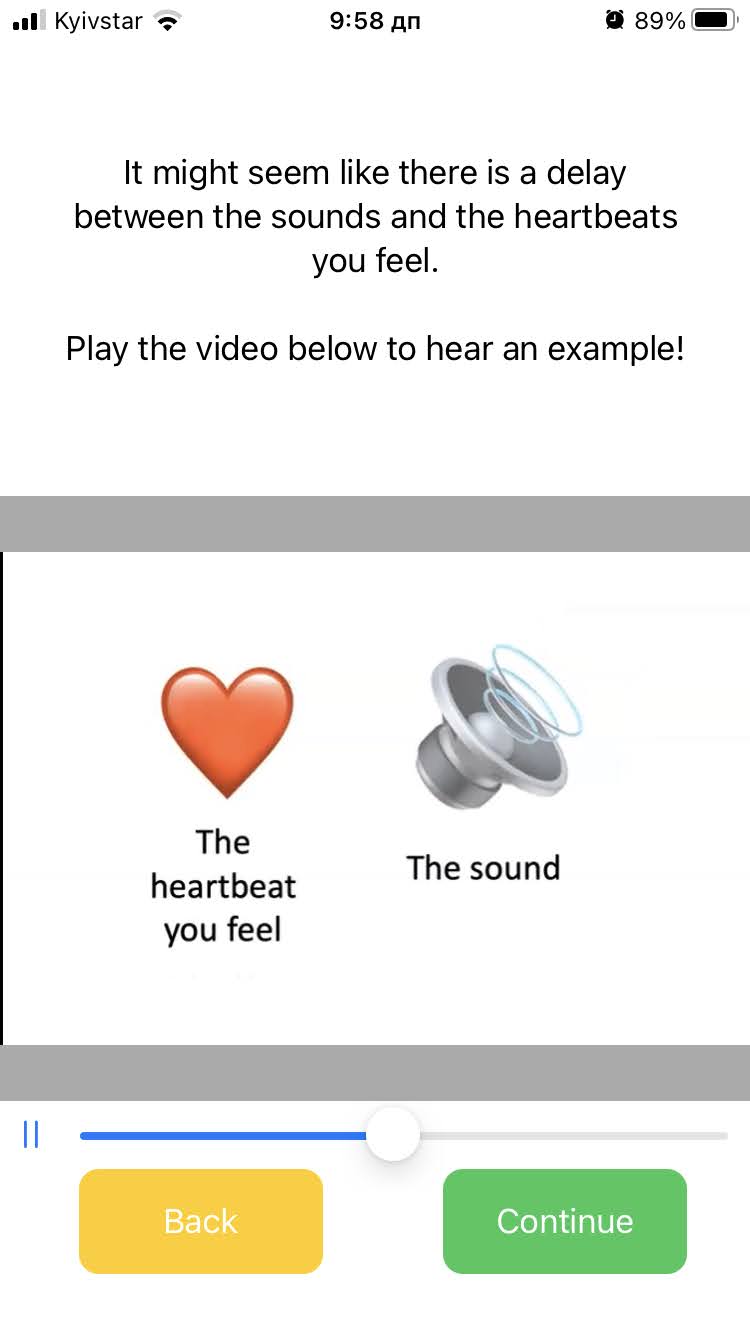 Kyivstar 9:58 дп 89%
It might seem like there is a delay
between the sounds and the heartbeats
you feel.
Play the video below to hear an example!
The
heartbeat
you feel
The sound
Back Continue